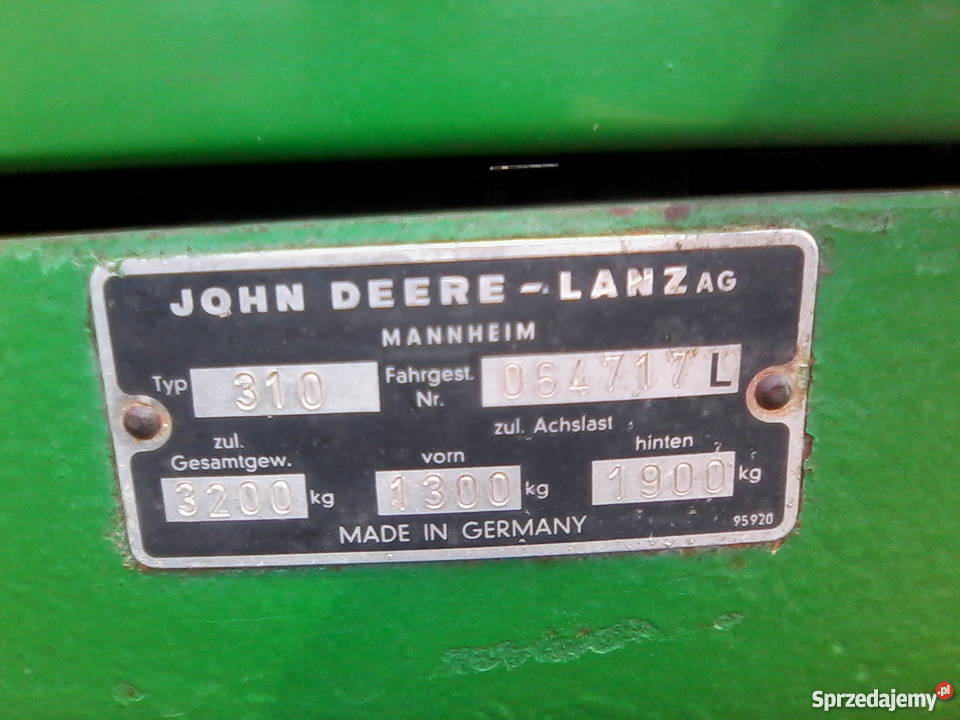 JOHN DEERE - LANZ AG
MANNHEIM
Typ 310 Fahrgest. Nr. 064717 L
zul. Gesamtgew. 3200 kg
zul. Achslast
vorn 1300 kg
hinten 1900 kg
MADE IN GERMANY
95920
Sprzedajemy.pl